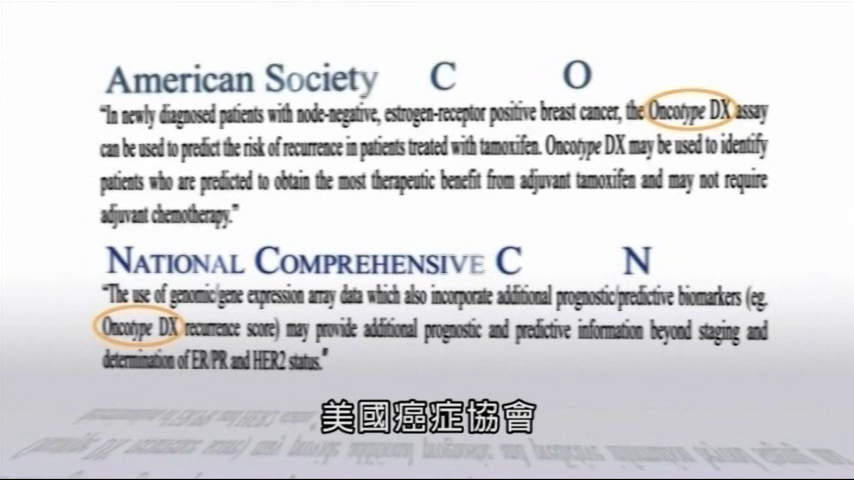 American Society C O
“In newly diagnosed patients with node-negative, estrogen-receptor positive breast cancer, the Oncotype DX assay
can be used to predict the risk of recurrence in patients treated with tamoxifen. Oncotype DX may be used to identify
patients who are predicted to obtain the most therapeutic benefit from adjuvant tamoxifen and may not require
adjuvant chemotherapy.”
NATIONAL COMPREHENSIVE C N
“The use of genomic/gene expression array data which also incorporate additional prognostic/predictive biomarkers (eg.
Oncotype DX recurrence score) may provide additional prognostic and predictive information beyond staging and
determination of ER/PR and HER2 status.”
美國癌症協會